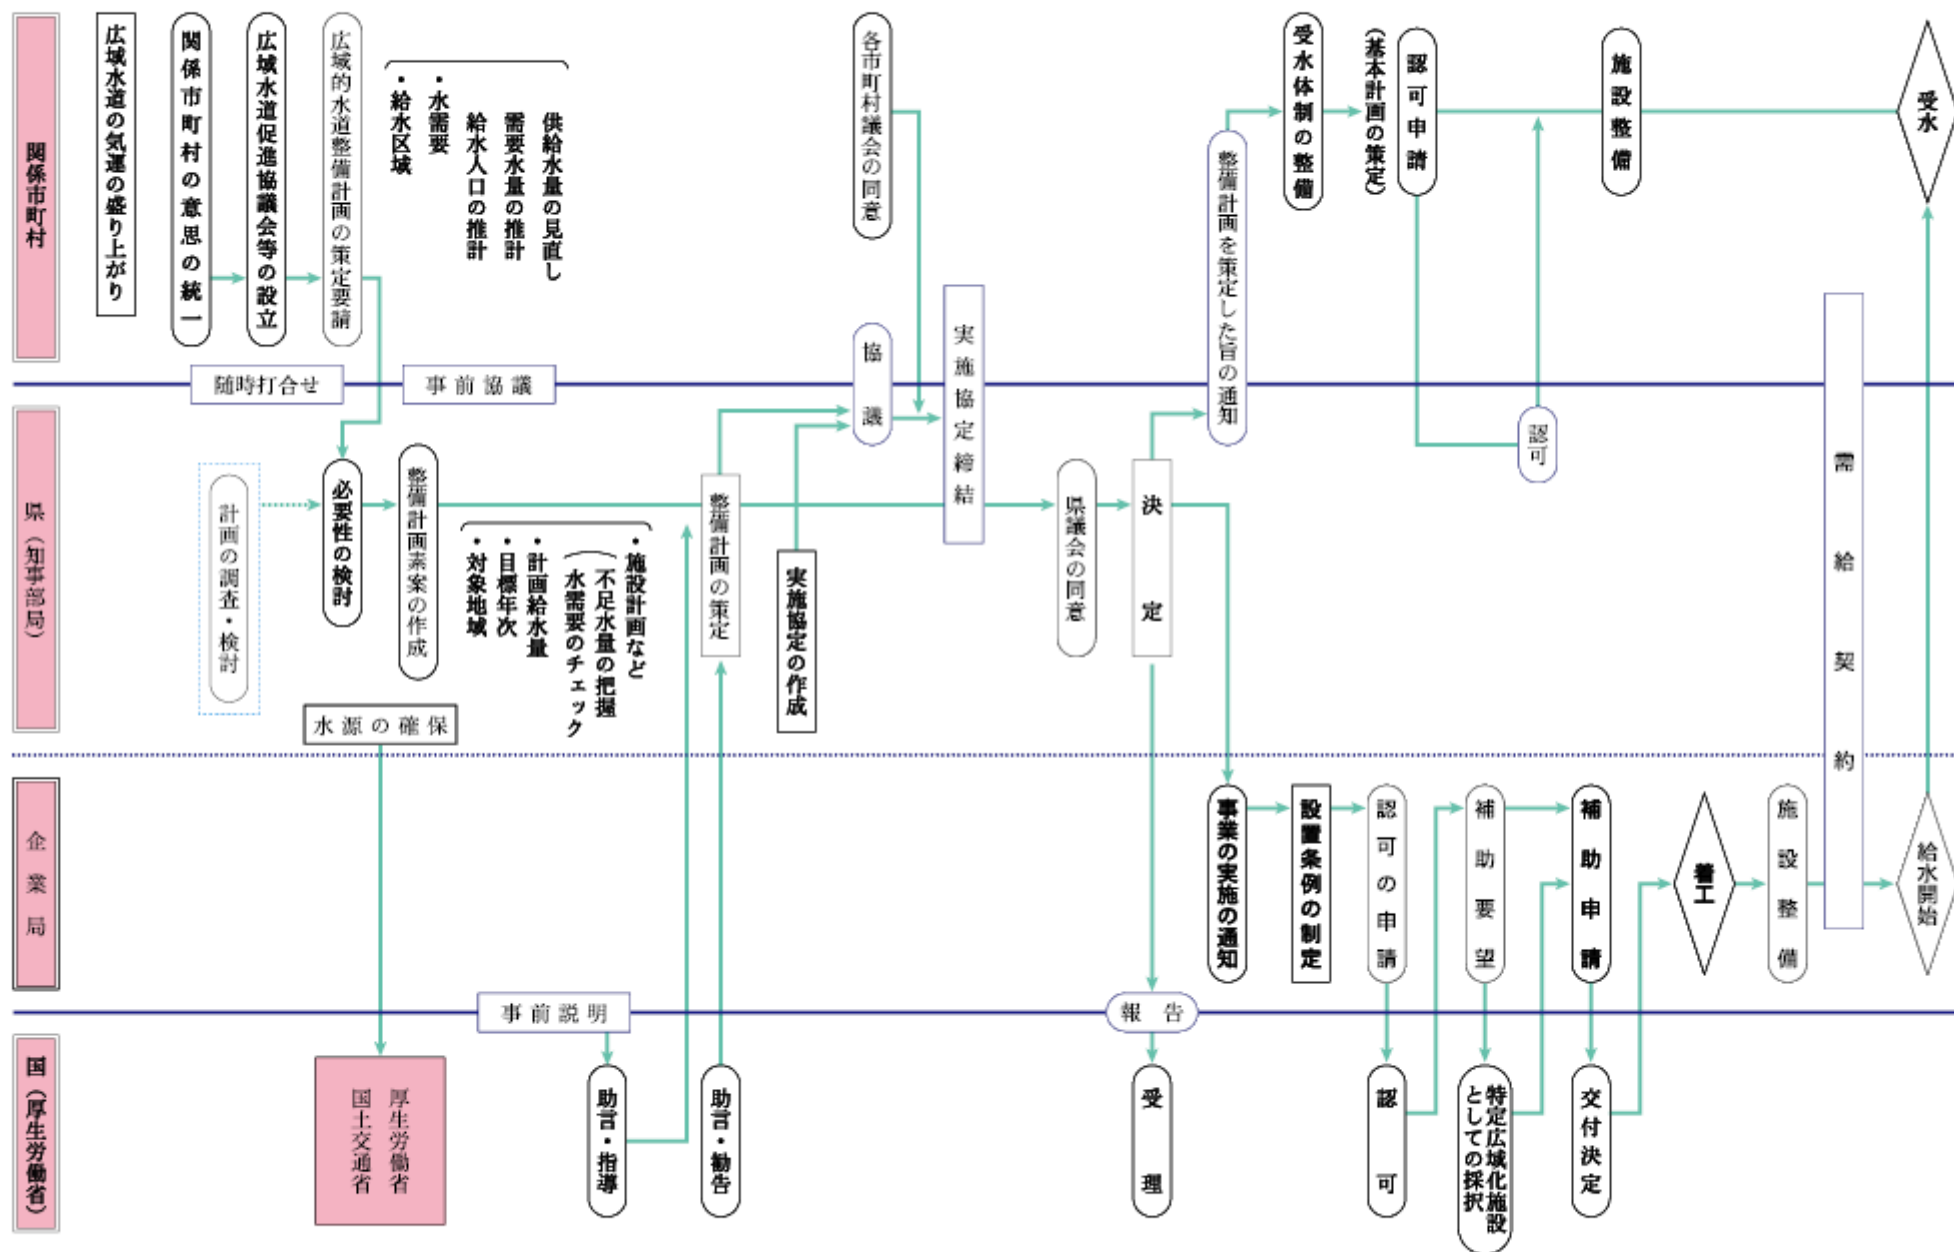 関係市町村
広域水道の気運の盛り上がり
関係市町村の意思の統一
広域水道促進協議会等の設立
広域的水道整備計画の策定要請
・給水区域
・水需要
給水人口の推計
需要水量の推計
供給水量の見直し
各市町村議会の同意
協議
実施協定締結
整備計画を策定した旨の通知
受水体制の整備
(基本計画の策定)
認可申請
施設整備
受水
随時打合せ
事前協議
県(知事部局)
計画の調査・検討
必要性の検討
整備計画素案の作成
・対象地域
・目標年次
・計画給水量
(水需要のチェック
不足水量の把握)
・施設計画など
整備計画の策定
実施協定の作成
県議会の同意
決定
認可
需給契約
水源の確保
企業局
事業の実施の通知
設置条例の制定
認可の申請
補助要望
補助申請
着工
施設整備
給水開始
事前説明
報告
国(厚生労働省)
厚生労働省
国土交通省
助言・指導
助言・勧告
受理
認可
特定広域化施設
としての採択
交付決定